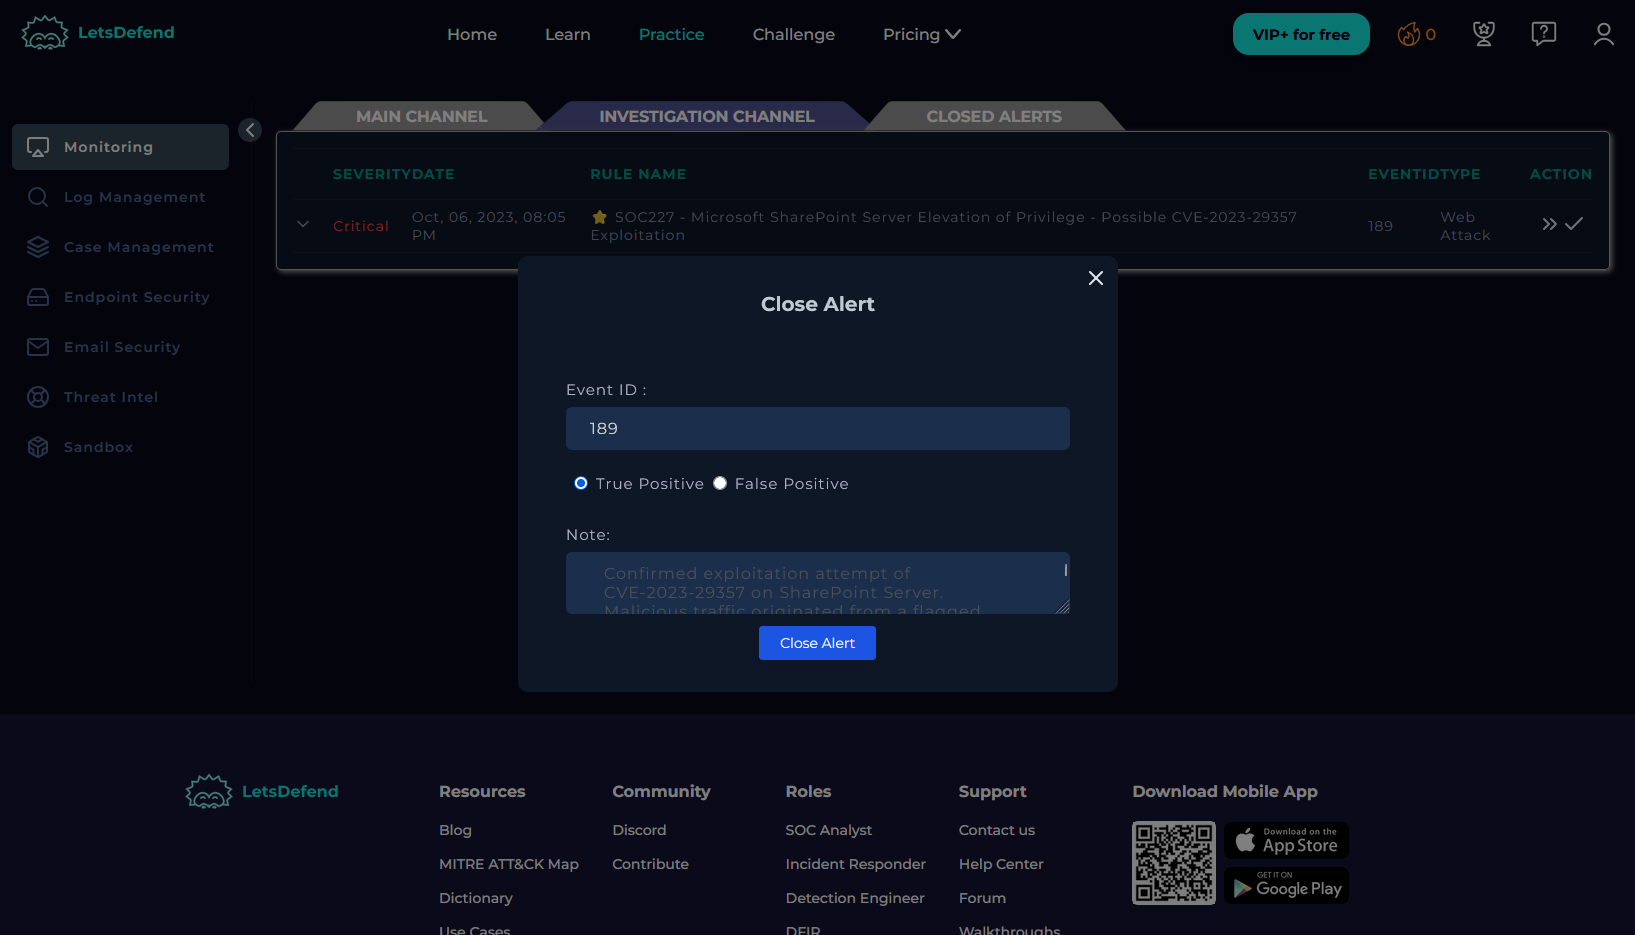 LetsDefend
Home
Learn
Practice
Challenge
Pricing
VIP+ for free
0
MAIN CHANNEL
INVESTIGATION CHANNEL
CLOSED ALERTS
Monitoring
Log Management
Case Management
Endpoint Security
Email Security
Threat Intel
Sandbox
SEVERITY
DATE
RULE NAME
EVENTID
TYPE
ACTION
Critical
Oct, 06, 2023, 08:05
PM
SOC227 - Microsoft SharePoint Server Elevation of Privilege - Possible CVE-2023-29357
Exploitation
189
Web
Attack
Close Alert
Event ID :
189
True Positive
False Positive
Note:
Confirmed exploitation attempt of
CVE-2023-29357 on SharePoint Server.
Malicious traffic originated from a flagged
Close Alert
LetsDefend
Resources
Blog
MITRE ATT&CK Map
Dictionary
Use Cases
Community
Discord
Contribute
Roles
SOC Analyst
Incident Responder
Detection Engineer
DFIR
Support
Contact us
Help Center
Forum
Walkthroughs
Download Mobile App
Download on the
App Store
GET IT ON
Google Play